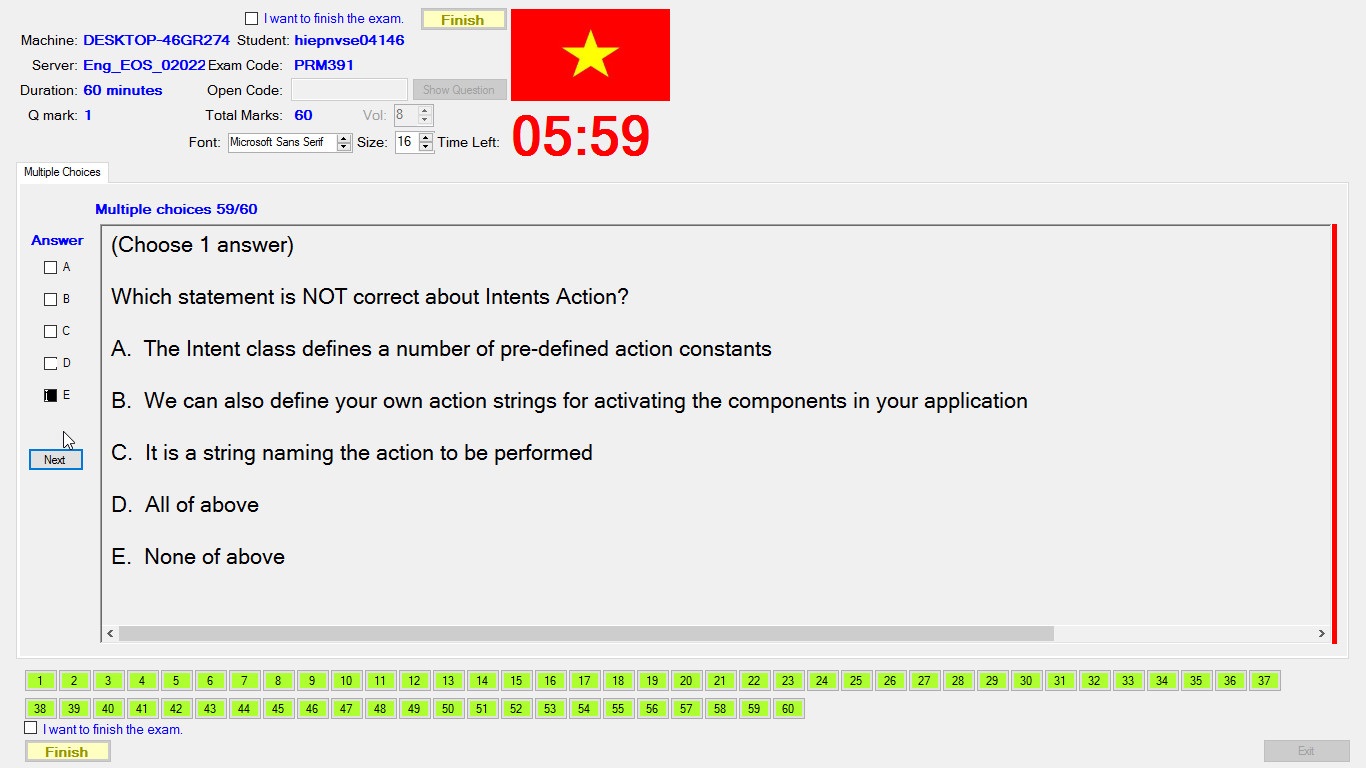 I want to finish the exam. Finish
Machine: DESKTOP-46GR274 Student: hiepnvse04146
Server: Eng_EOS_02022 Exam Code: PRM391
Duration: 60 minutes Open Code: Show Question
Q mark: 1 Total Marks: 60 Vol: 8
Font: Microsoft Sans Serif Size: 16 Time Left: 05:59
Multiple Choices
Multiple choices 59/60
Answer
A
B
C
D
E
Next
(Choose 1 answer)
Which statement is NOT correct about Intents Action?
A. The Intent class defines a number of pre-defined action constants
B. We can also define your own action strings for activating the components in your application
C. It is a string naming the action to be performed
D. All of above
E. None of above
1 2 3 4 5 6 7 8 9 10 11 12 13 14 15 16 17 18 19 20 21 22 23 24 25 26 27 28 29 30 31 32 33 34 35 36 37
38 39 40 41 42 43 44 45 46 47 48 49 50 51 52 53 54 55 56 57 58 59 60
I want to finish the exam.
Finish Exit